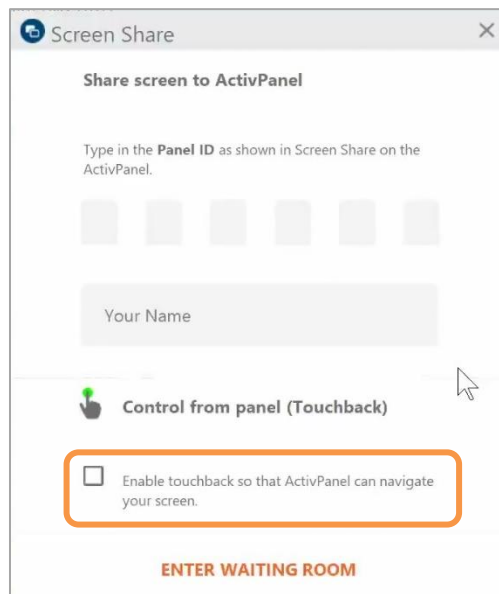 Screen Share
Share screen to ActivPanel
Type in the Panel ID as shown in Screen Share on the
ActivPanel.
Your Name
Control from panel (Touchback)
Enable touchback so that ActivPanel can navigate
your screen.
ENTER WAITING ROOM